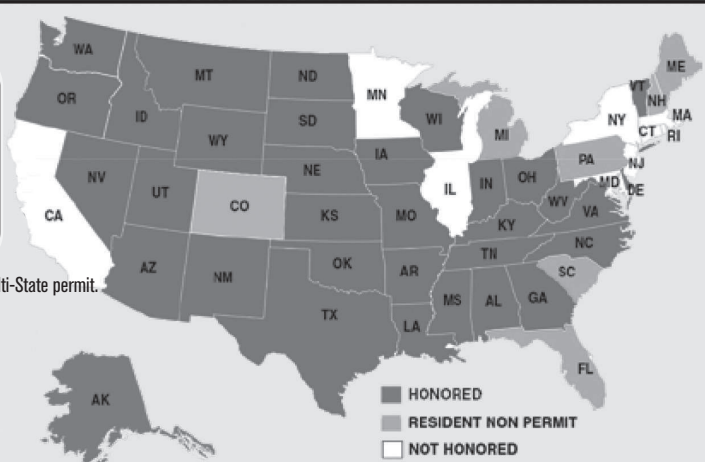 WA
MT
ND
MN
ME
VT
NH
OR
ID
WY
SD
WI
MI
NY
MA
CT
RI
NV
UT
CO
NE
IA
IL
IN
OH
PA
NJ
MD
DE
CA
KS
MO
KY
WV
VA
AZ
NM
OK
AR
TN
NC
SC
ti-State permit.
TX
LA
MS
AL
GA
FL
AK
HONORED
RESIDENT NON PERMIT
NOT HONORED